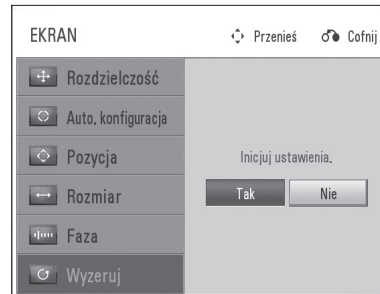 EKRAN
Przenieś
Cofnij
Rozdzielczość
Auto. konfiguracja
Pozycja
Rozmiar
Faza
Wyzeruj
Inicjuj ustawienia.
Tak
Nie